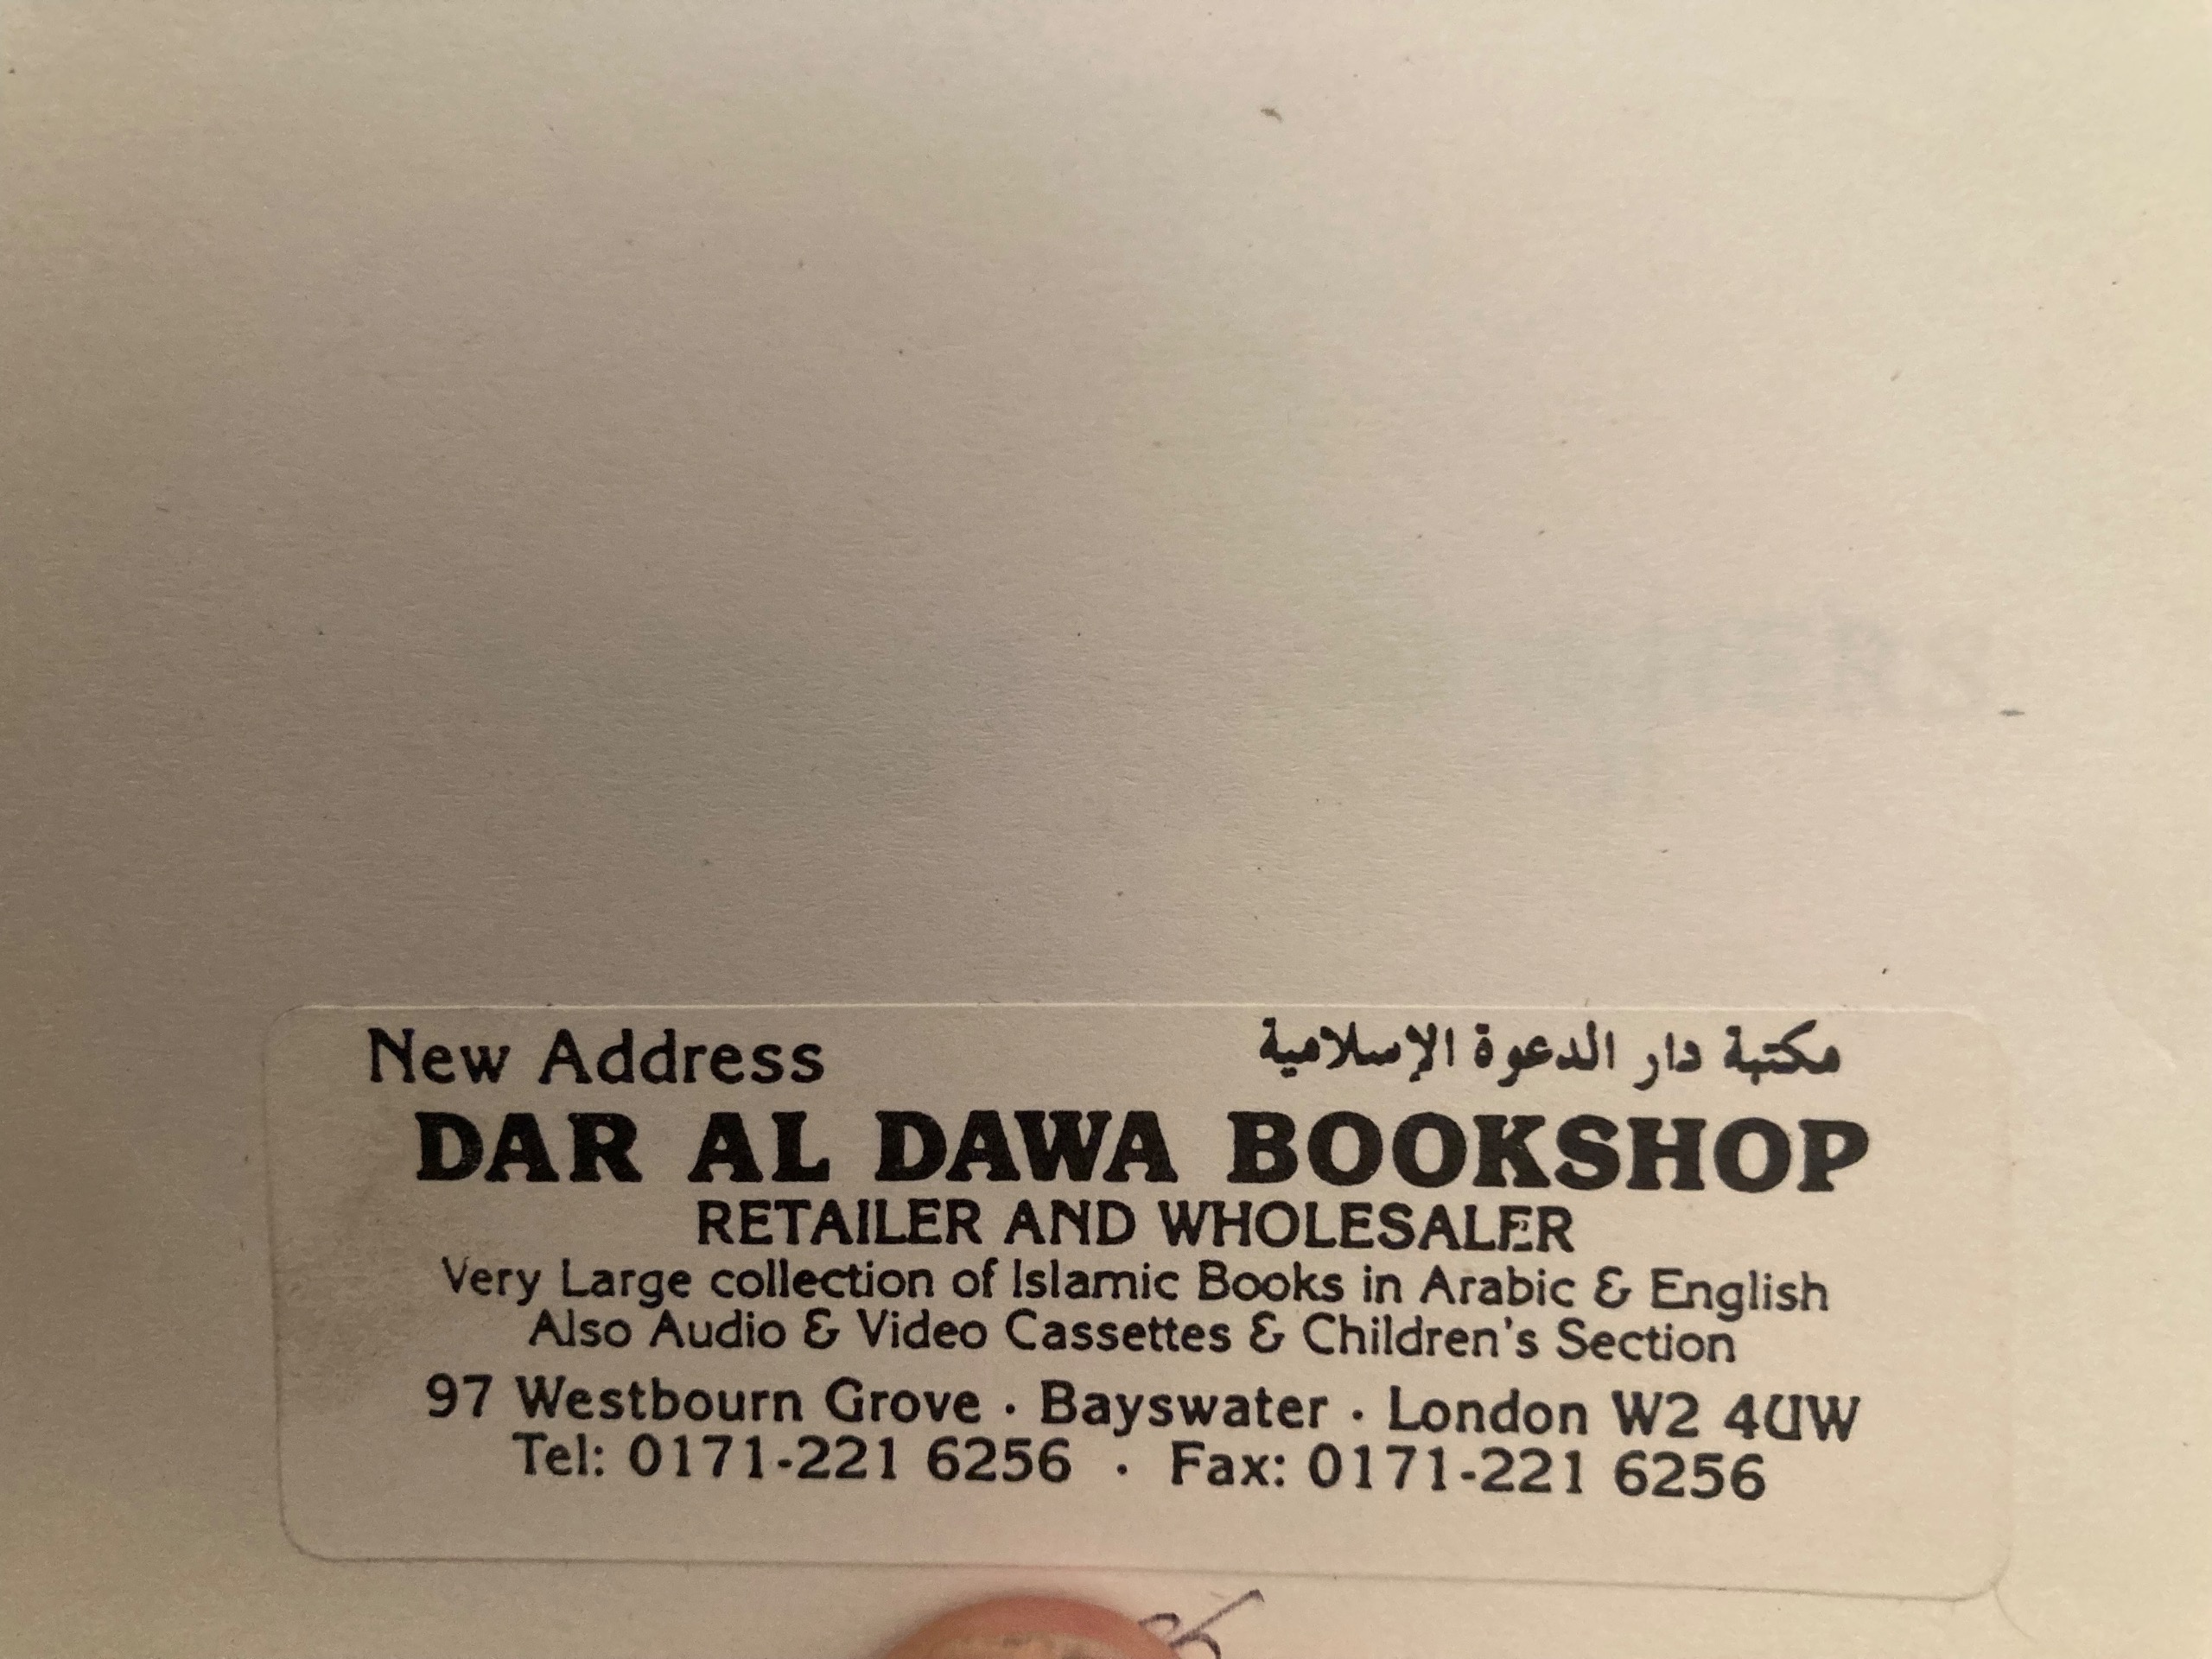 New Address مكتبة دار الدعوة الإسلامية
DAR AL DAWA BOOKSHOP
RETAILER AND WHOLESALER
Very Large collection of Islamic Books in Arabic & English
Also Audio & Video Cassettes & Children's Section
97 Westbourn Grove · Bayswater · London W2 4UW
Tel: 0171-221 6256 · Fax: 0171-221 6256